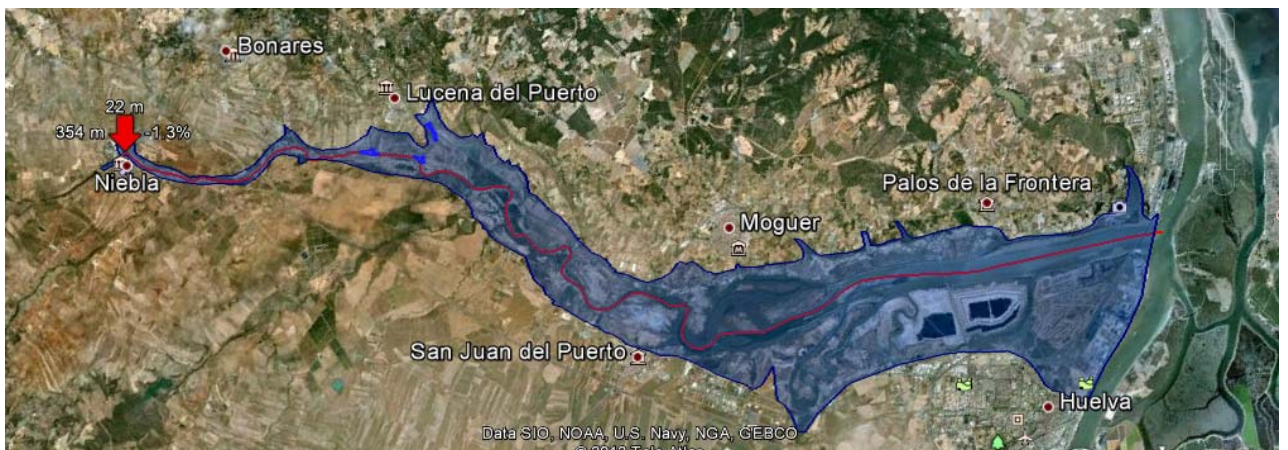 Bonares
Lucena del Puerto
22 m
354 m
-1,3%
Niebla
Palos de la Frontera
Moguer
San Juan del Puerto
Huelva
Data SIO, NOAA, U.S. Navy, NGA, GEBCO